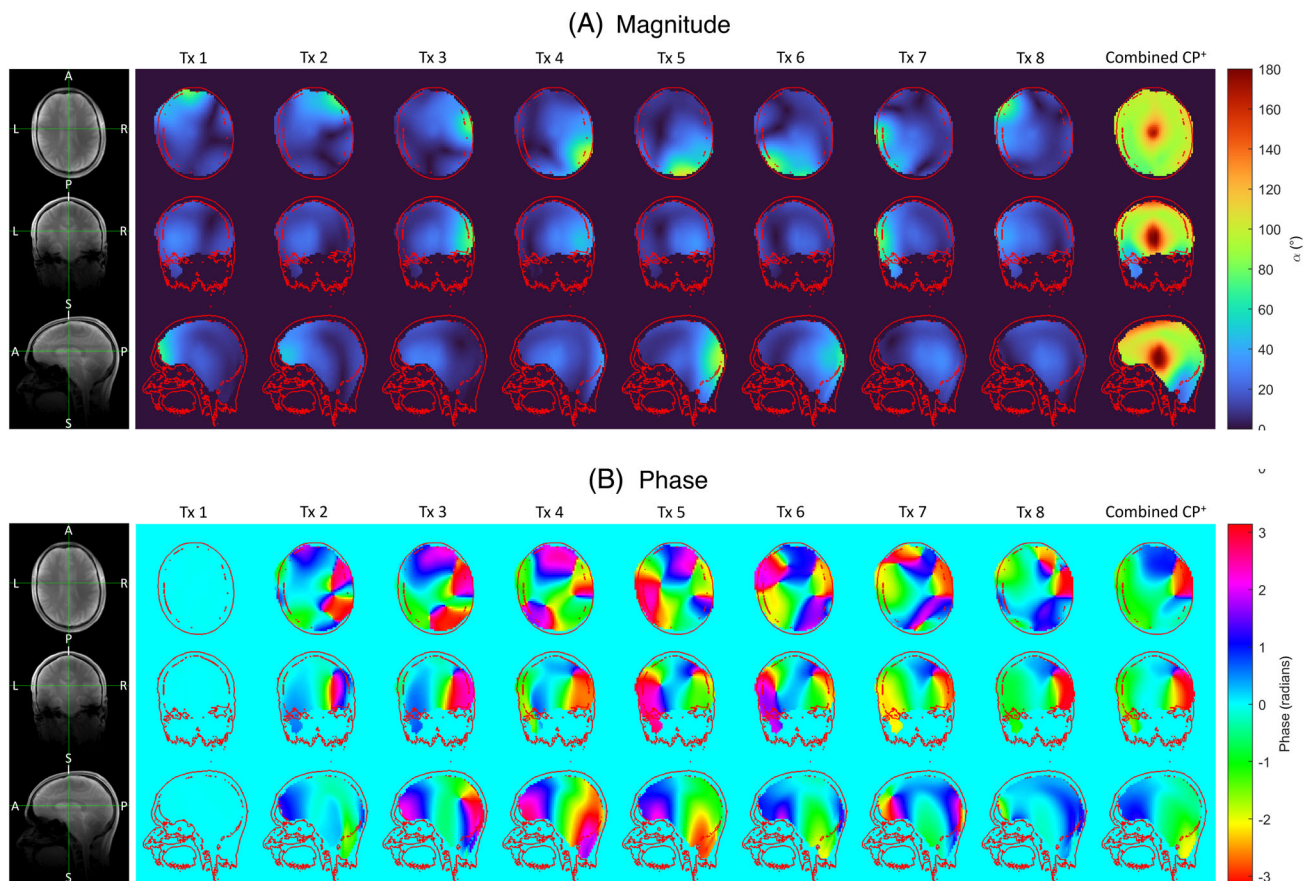 (A) Magnitude
Tx 1 Tx 2 Tx 3 Tx 4 Tx 5 Tx 6 Tx 7 Tx 8 Combined CP+
A
L R
P
L R
S
S
A P
S
180
160
140
120
100
80
60
40
20
0
α (°)
(B) Phase
0
Tx 1 Tx 2 Tx 3 Tx 4 Tx 5 Tx 6 Tx 7 Tx 8 Combined CP+
A
L R
P
L R
S
A P
S
3
2
1
0
-1
-2
-3
Phase (radians)